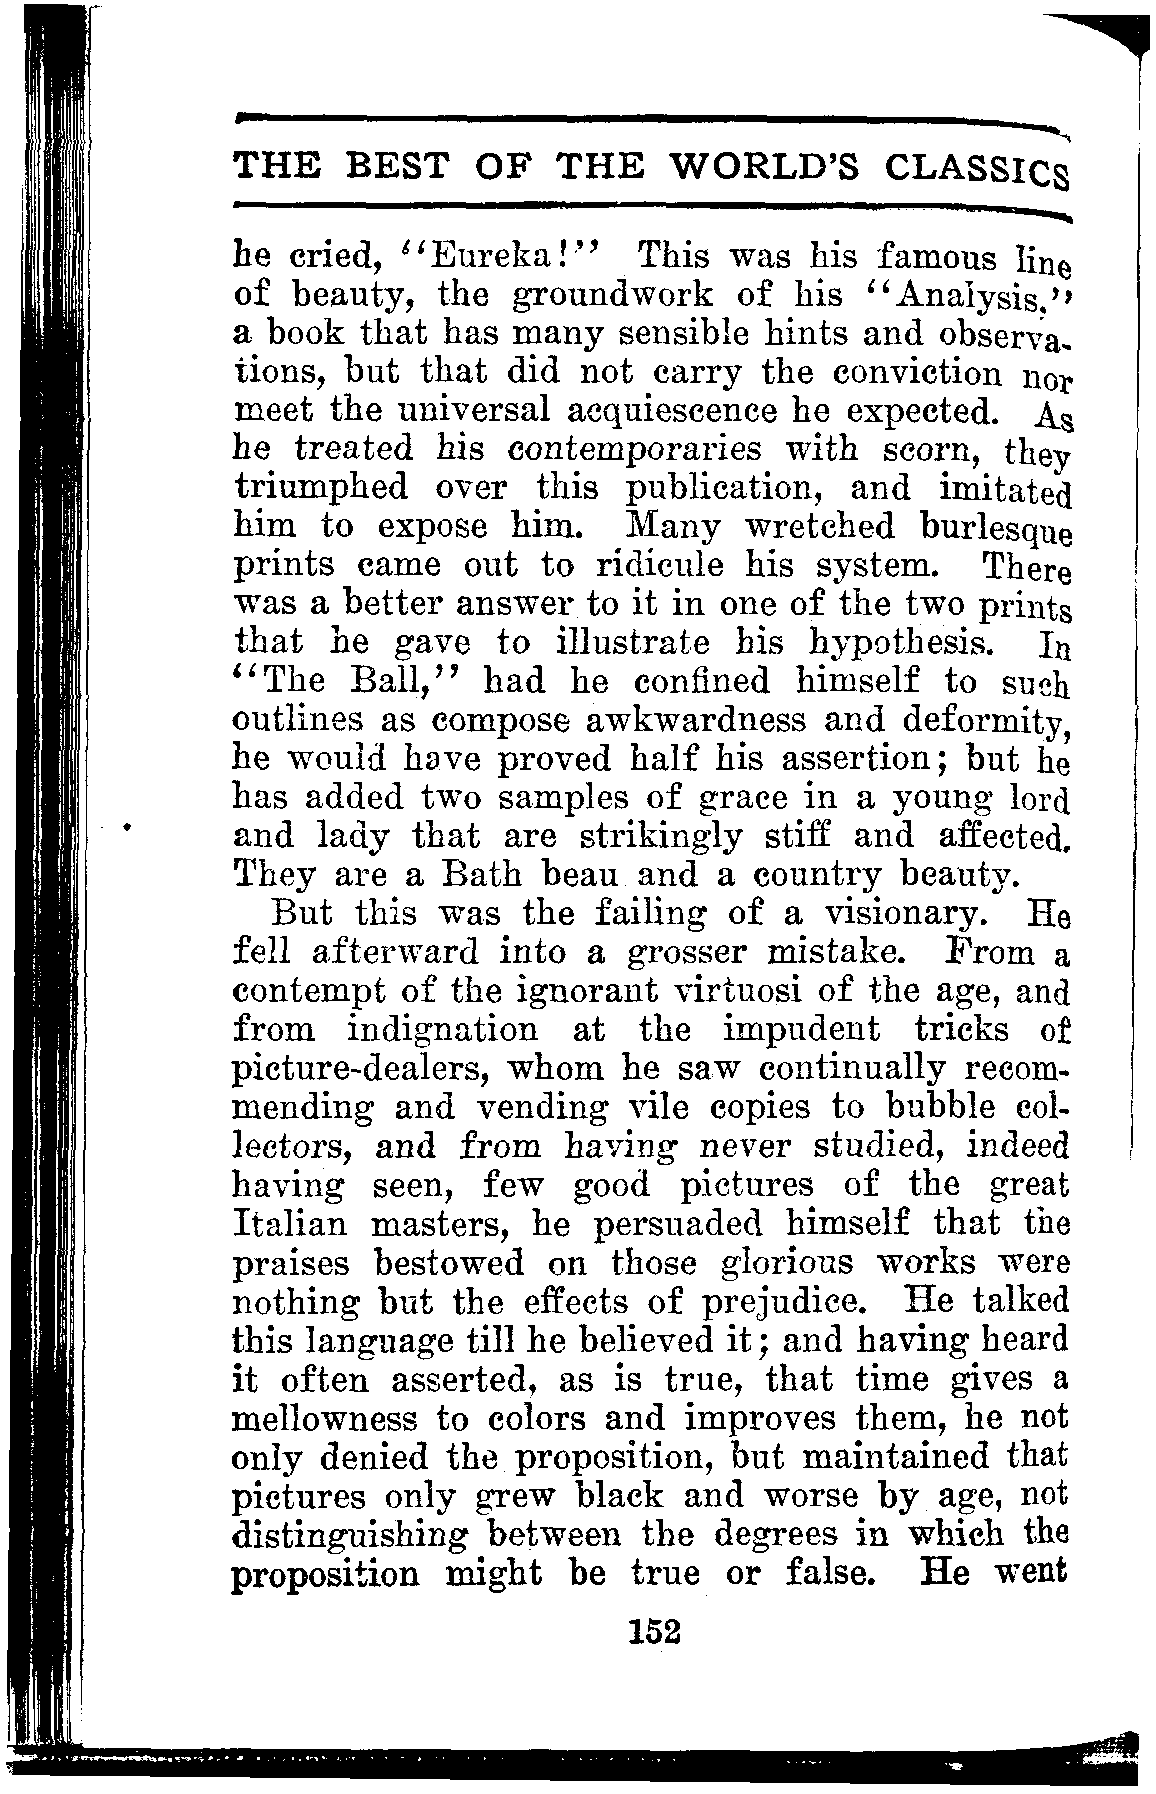 THE BEST OF THE WORLD'S CLASSICS
he cried, "Eureka!" This was his famous line
of beauty, the groundwork of his "Analysis,"
a book that has many sensible hints and observa-
tions, but that did not carry the conviction nor
meet the universal acquiescence he expected. As
he treated his contemporaries with scorn, they
triumphed over this publication, and imitated
him to expose him. Many wretched burlesque
prints came out to ridicule his system. There
was a better answer to it in one of the two prints
that he gave to illustrate his hypothesis. In
"The Ball," had he confined himself to such
outlines as compose awkwardness and deformity,
he would have proved half his assertion; but he
has added two samples of grace in a young lord
and lady that are strikingly stiff and affected.
They are a Bath beau and a country beauty.
But this was the failing of a visionary. He
fell afterward into a grosser mistake. From a
contempt of the ignorant virtuosi of the age, and
from indignation at the impudent tricks of
picture-dealers, whom he saw continually recom-
mending and vending vile copies to bubble col-
lectors, and from having never studied, indeed
having seen, few good pictures of the great
Italian masters, he persuaded himself that the
praises bestowed on those glorious works were
nothing but the effects of prejudice. He talked
this language till he believed it; and having heard
it often asserted, as is true, that time gives a
mellowness to colors and improves them, he not
only denied the proposition, but maintained that
pictures only grew black and worse by age, not
distinguishing between the degrees in which the
proposition might be true or false. He went
152